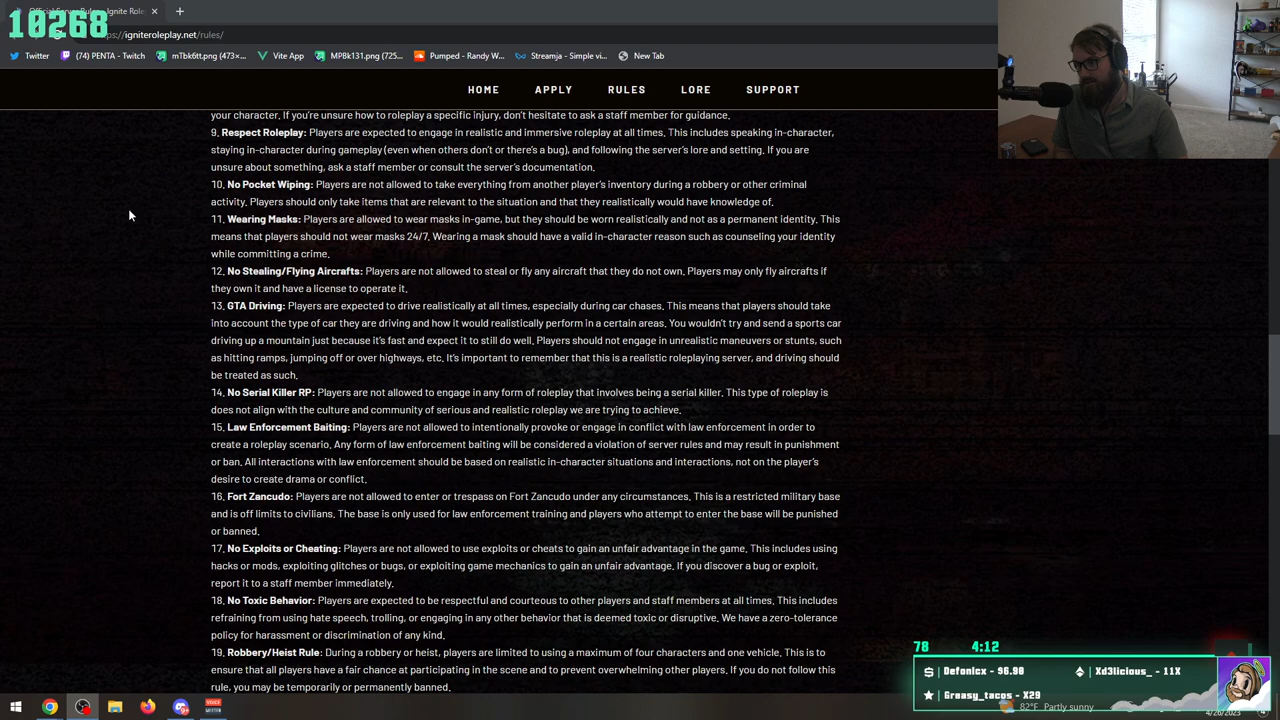 10268
Official Server Rules - Ignite Role
igniteroleplay.net/rules/
Twitter
(74) PENTA - Twitch
mTbk6tt.png (473×...
Vite App
MPBk131.png (725...
Pumped - Randy W...
Streamja - Simple vi...
New Tab
HOME
APPLY
RULES
LORE
SUPPORT
your character. If you're unsure how to roleplay a specific injury, don't hesitate to ask a staff member for guidance.
9. Respect Roleplay: Players are expected to engage in realistic and immersive roleplay at all times. This includes speaking in-character,
staying in-character during gameplay (even when others don't or there's a bug), and following the server's lore and setting. If you are
unsure about something, ask a staff member or consult the server's documentation.
10. No Pocket Wiping: Players are not allowed to take everything from another player's inventory during a robbery or other criminal
activity. Players should only take items that are relevant to the situation and that they realistically would have knowledge of.
11. Wearing Masks: Players are allowed to wear masks in-game, but they should be worn realistically and not as a permanent identity. This
means that players should not wear masks 24/7. Wearing a mask should have a valid in-character reason such as counseling your identity
while committing a crime.
12. No Stealing/Flying Aircrafts: Players are not allowed to steal or fly any aircraft that they do not own. Players may only fly aircrafts if
they own it and have a license to operate it.
13. GTA Driving: Players are expected to drive realistically at all times, especially during car chases. This means that players should take
into account the type of car they are driving and how it would realistically perform in a certain areas. You wouldn't try and send a sports car
driving up a mountain just because it's fast and expect it to still do well. Players should not engage in unrealistic maneuvers or stunts, such
as hitting ramps, jumping off or over highways, etc. It's important to remember that this is a realistic roleplaying server, and driving should
be treated as such.
14. No Serial Killer RP: Players are not allowed to engage in any form of roleplay that involves being a serial killer. This type of roleplay is
does not align with the culture and community of serious and realistic roleplay we are trying to achieve.
15. Law Enforcement Baiting: Players are not allowed to intentionally provoke or engage in conflict with law enforcement in order to
create a roleplay scenario. Any form of law enforcement baiting will be considered a violation of server rules and may result in punishment
or ban. All interactions with law enforcement should be based on realistic in-character situations and interactions, not on the player's
desire to create drama or conflict.
16. Fort Zancudo: Players are not allowed to enter or trespass on Fort Zancudo under any circumstances. This is a restricted military base
and is off limits to civilians. The base is only used for law enforcement training and players who attempt to enter the base will be punished
or banned.
17. No Exploits or Cheating: Players are not allowed to use exploits or cheats to gain an unfair advantage in the game. This includes using
hacks or mods, exploiting glitches or bugs, or exploiting game mechanics to gain an unfair advantage. If you discover a bug or exploit,
report it to a staff member immediately.
18. No Toxic Behavior: Players are expected to be respectful and courteous to other players and staff members at all times. This includes
refraining from using hate speech, trolling, or engaging in any other behavior that is deemed toxic or disruptive. We have a zero-tolerance
policy for harassment or discrimination of any kind.
19. Robbery/Heist Rule: During a robbery or heist, players are limited to using a maximum of four characters and one vehicle. This is to
ensure that all players have a fair chance at participating in the scene and to prevent overwhelming other players. If you do not follow this
rule, you may be temporarily or permanently banned.
78
4:12
Defonicx - $6.90
Xd3licious_ - 11X
Greasy_tacos - X29
82°F Partly sunny
4/26/2023